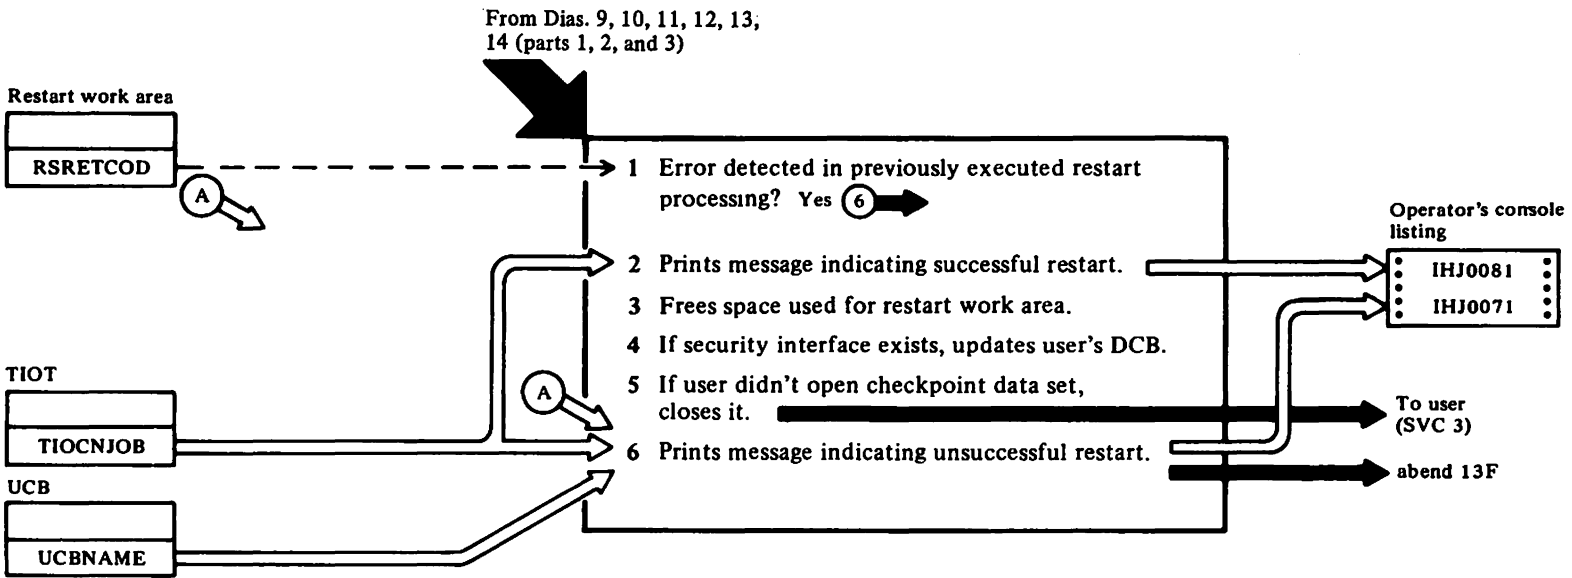 From Dias. 9, 10, 11, 12, 13,
14 (parts 1, 2, and 3)
Restart work area
RSRETCOD
A
1 Error detected in previously executed restart
processing? Yes 6
2 Prints message indicating successful restart.
3 Frees space used for restart work area.
4 If security interface exists, updates user's DCB.
5 If user didn't open checkpoint data set,
closes it.
6 Prints message indicating unsuccessful restart.
Operator's console
listing
IHJ0081
IHJ0071
To user
(SVC 3)
abend 13F
TIOT
TIOCNJOB
A
UCB
UCBNAME